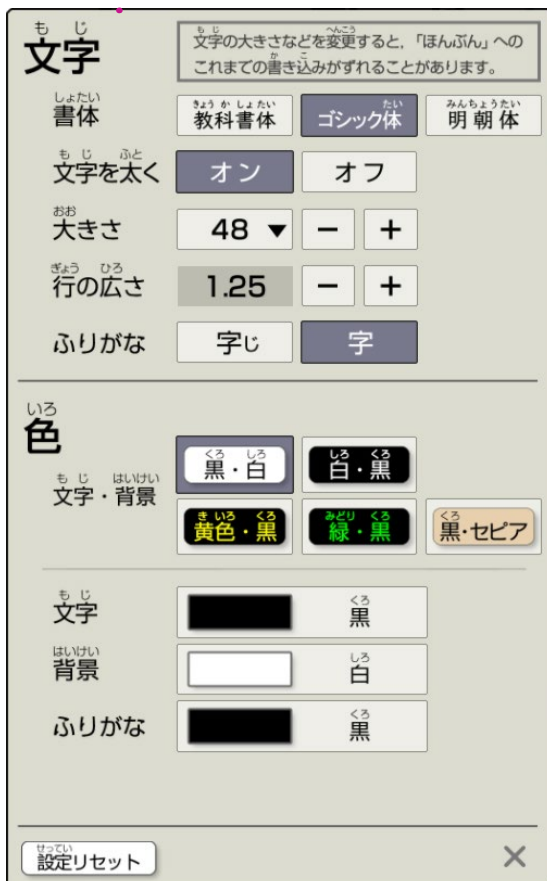 もじ
文字
文字の大きさなどを変更すると,「ほんぶん」への
これまでの書き込みがずれることがあります。
書体 教科書体 ゴシック体 明朝体
文字を太く オン オフ
大きさ 48 ▼ − +
行の広さ 1.25 − +
ふりがな 字じ 字
いろ
色
文字・背景 黒・白 白・黒
黄色・黒 緑・黒 黒・セピア
文字 黒
背景 白
ふりがな 黒
設定リセット ×